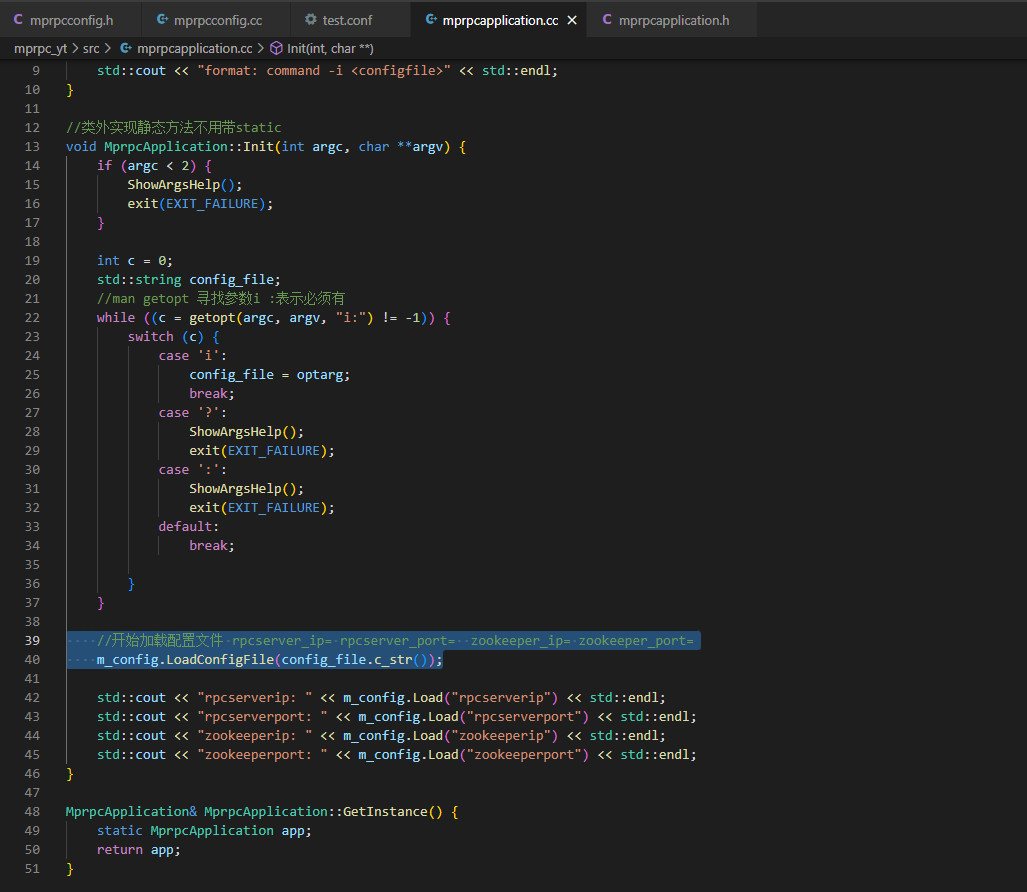 mprpcconfig.h mprpcconfig.cc test.conf mprpcapplication.cc mprpcapplication.h
mprpc_yt > src > mprpcapplication.cc > Init(int, char **)
9 std::cout << "format: command -i <configfile>" << std::endl;
10 }
11
12 //类外实现静态方法不用带static
13 void MprpcApplication::Init(int argc, char **argv) {
14 if (argc < 2) {
15 ShowArgsHelp();
16 exit(EXIT_FAILURE);
17 }
18
19 int c = 0;
20 std::string config_file;
21 //man getopt 寻找参数i :表示必须有
22 while ((c = getopt(argc, argv, "i:") != -1)) {
23 switch (c) {
24 case 'i':
25 config_file = optarg;
26 break;
27 case '?':
28 ShowArgsHelp();
29 exit(EXIT_FAILURE);
30 case ':':
31 ShowArgsHelp();
32 exit(EXIT_FAILURE);
33 default:
34 break;
35
36 }
37 }
38
39 //开始加载配置文件 rpcserver_ip= rpcserver_port= zookeeper_ip= zookeeper_port=
40 m_config.LoadConfigFile(config_file.c_str());
41
42 std::cout << "rpcserverip: " << m_config.Load("rpcserverip") << std::endl;
43 std::cout << "rpcserverport: " << m_config.Load("rpcserverport") << std::endl;
44 std::cout << "zookeeperip: " << m_config.Load("zookeeperip") << std::endl;
45 std::cout << "zookeeperport: " << m_config.Load("zookeeperport") << std::endl;
46 }
47
48 MprpcApplication& MprpcApplication::GetInstance() {
49 static MprpcApplication app;
50 return app;
51 }